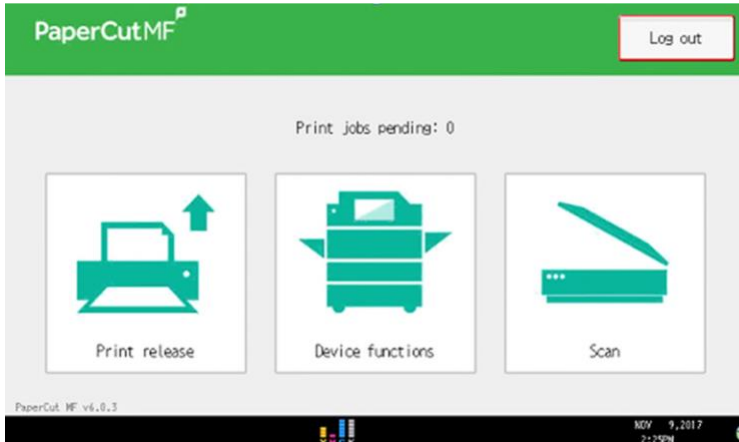 PaperCutMF
Log out
Print jobs pending: 0
Print release
Device functions
Scan
PaperCut MF v6.0.3
NOV 9,2017
2:25PM